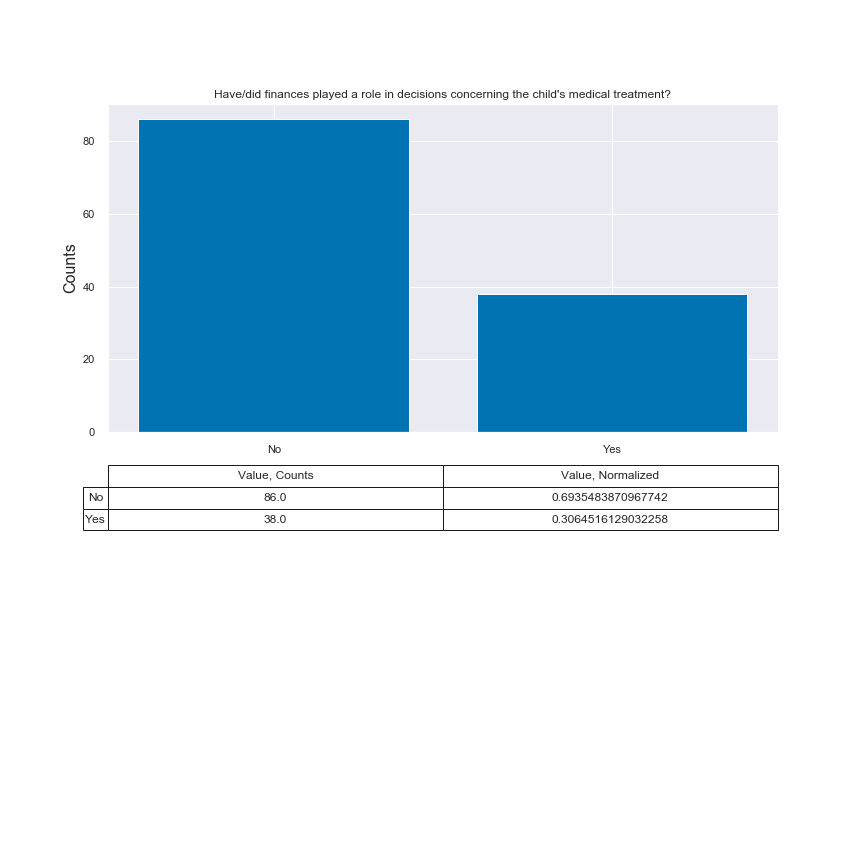 Have/did finances played a role in decisions concerning the child's medical treatment?
80
60
40
20
0
Counts
No Yes
Value, Counts Value, Normalized
No 86.0 0.6935483870967742
Yes 38.0 0.3064516129032258